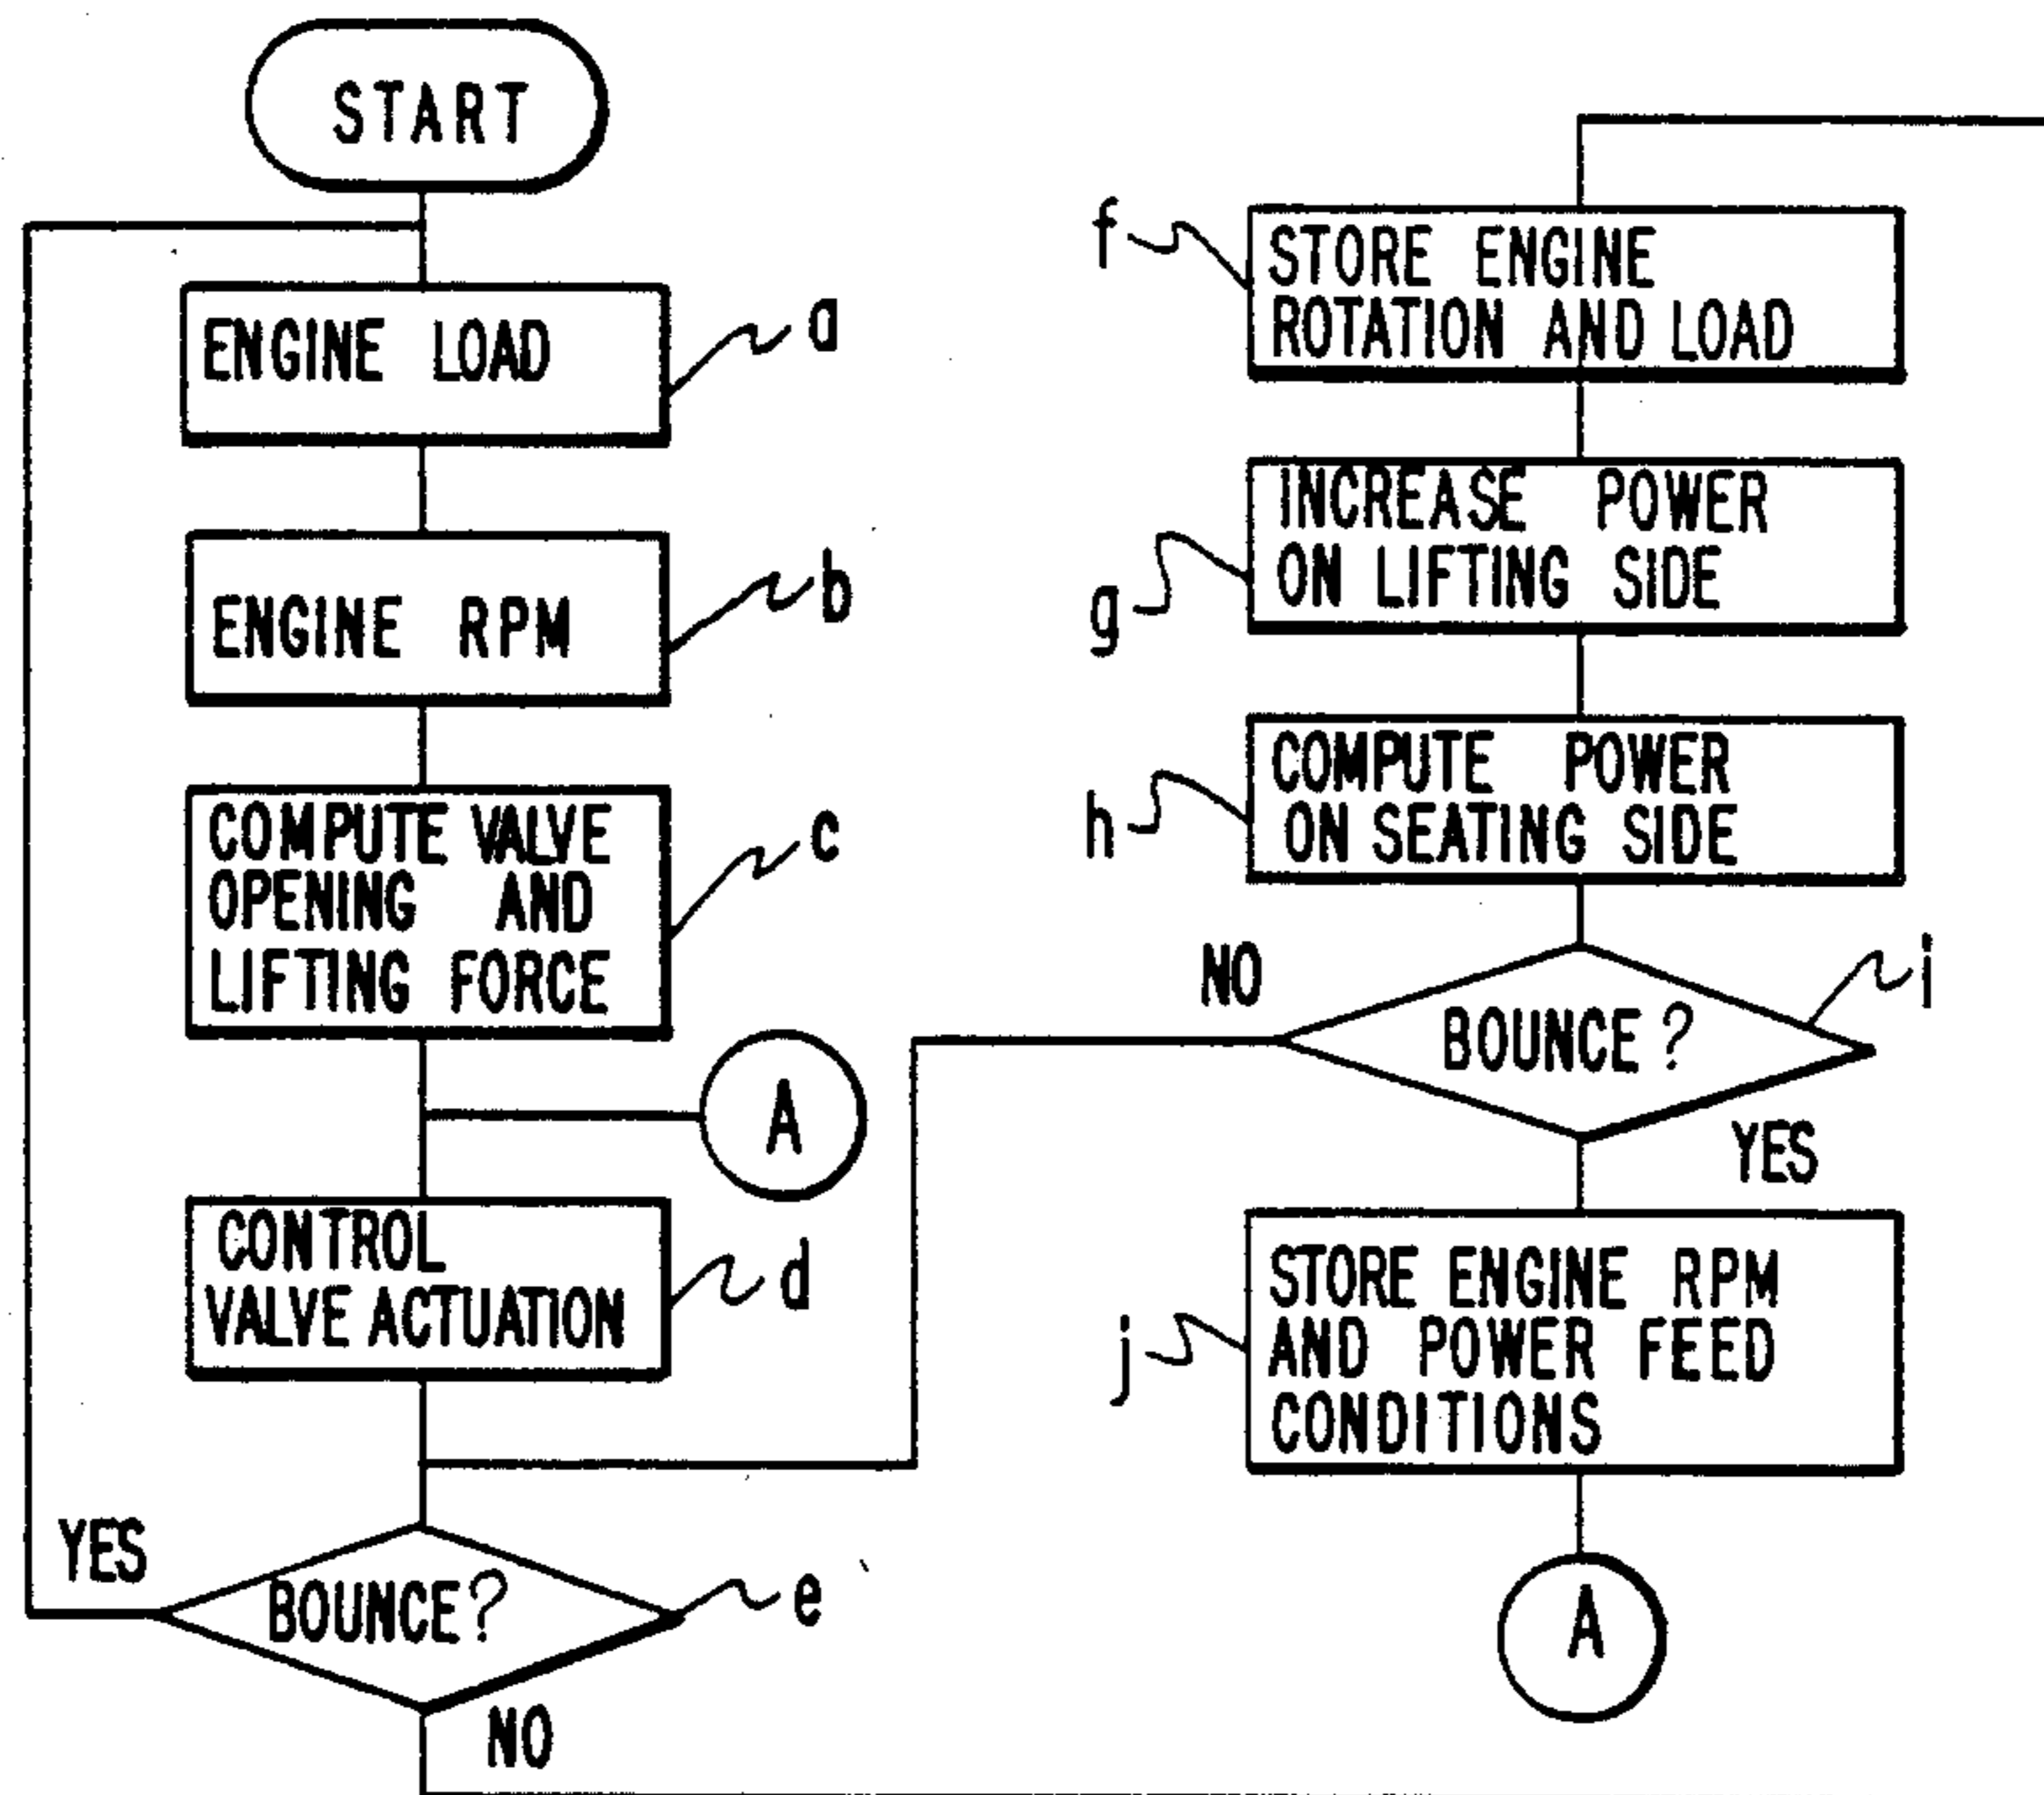 START
ENGINE LOAD
a
ENGINE RPM
b
COMPUTE VALVE
OPENING AND
LIFTING FORCE
c
A
CONTROL
VALVE ACTUATION
d
YES
BOUNCE?
e
NO
f
STORE ENGINE
ROTATION AND LOAD
g
INCREASE POWER
ON LIFTING SIDE
h
COMPUTE POWER
ON SEATING SIDE
NO
BOUNCE?
i
YES
j
STORE ENGINE RPM
AND POWER FEED
CONDITIONS
A